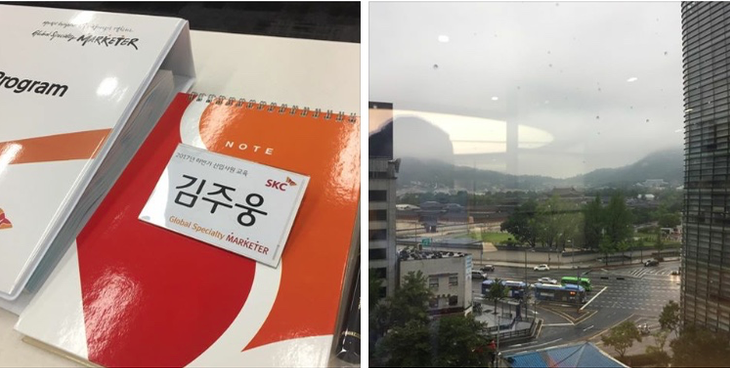 Global Specialty MARKETER
Program
NOTE
2017년 하반기 신입사원 교육
SKC
김주웅
Global Specialty MARKETER